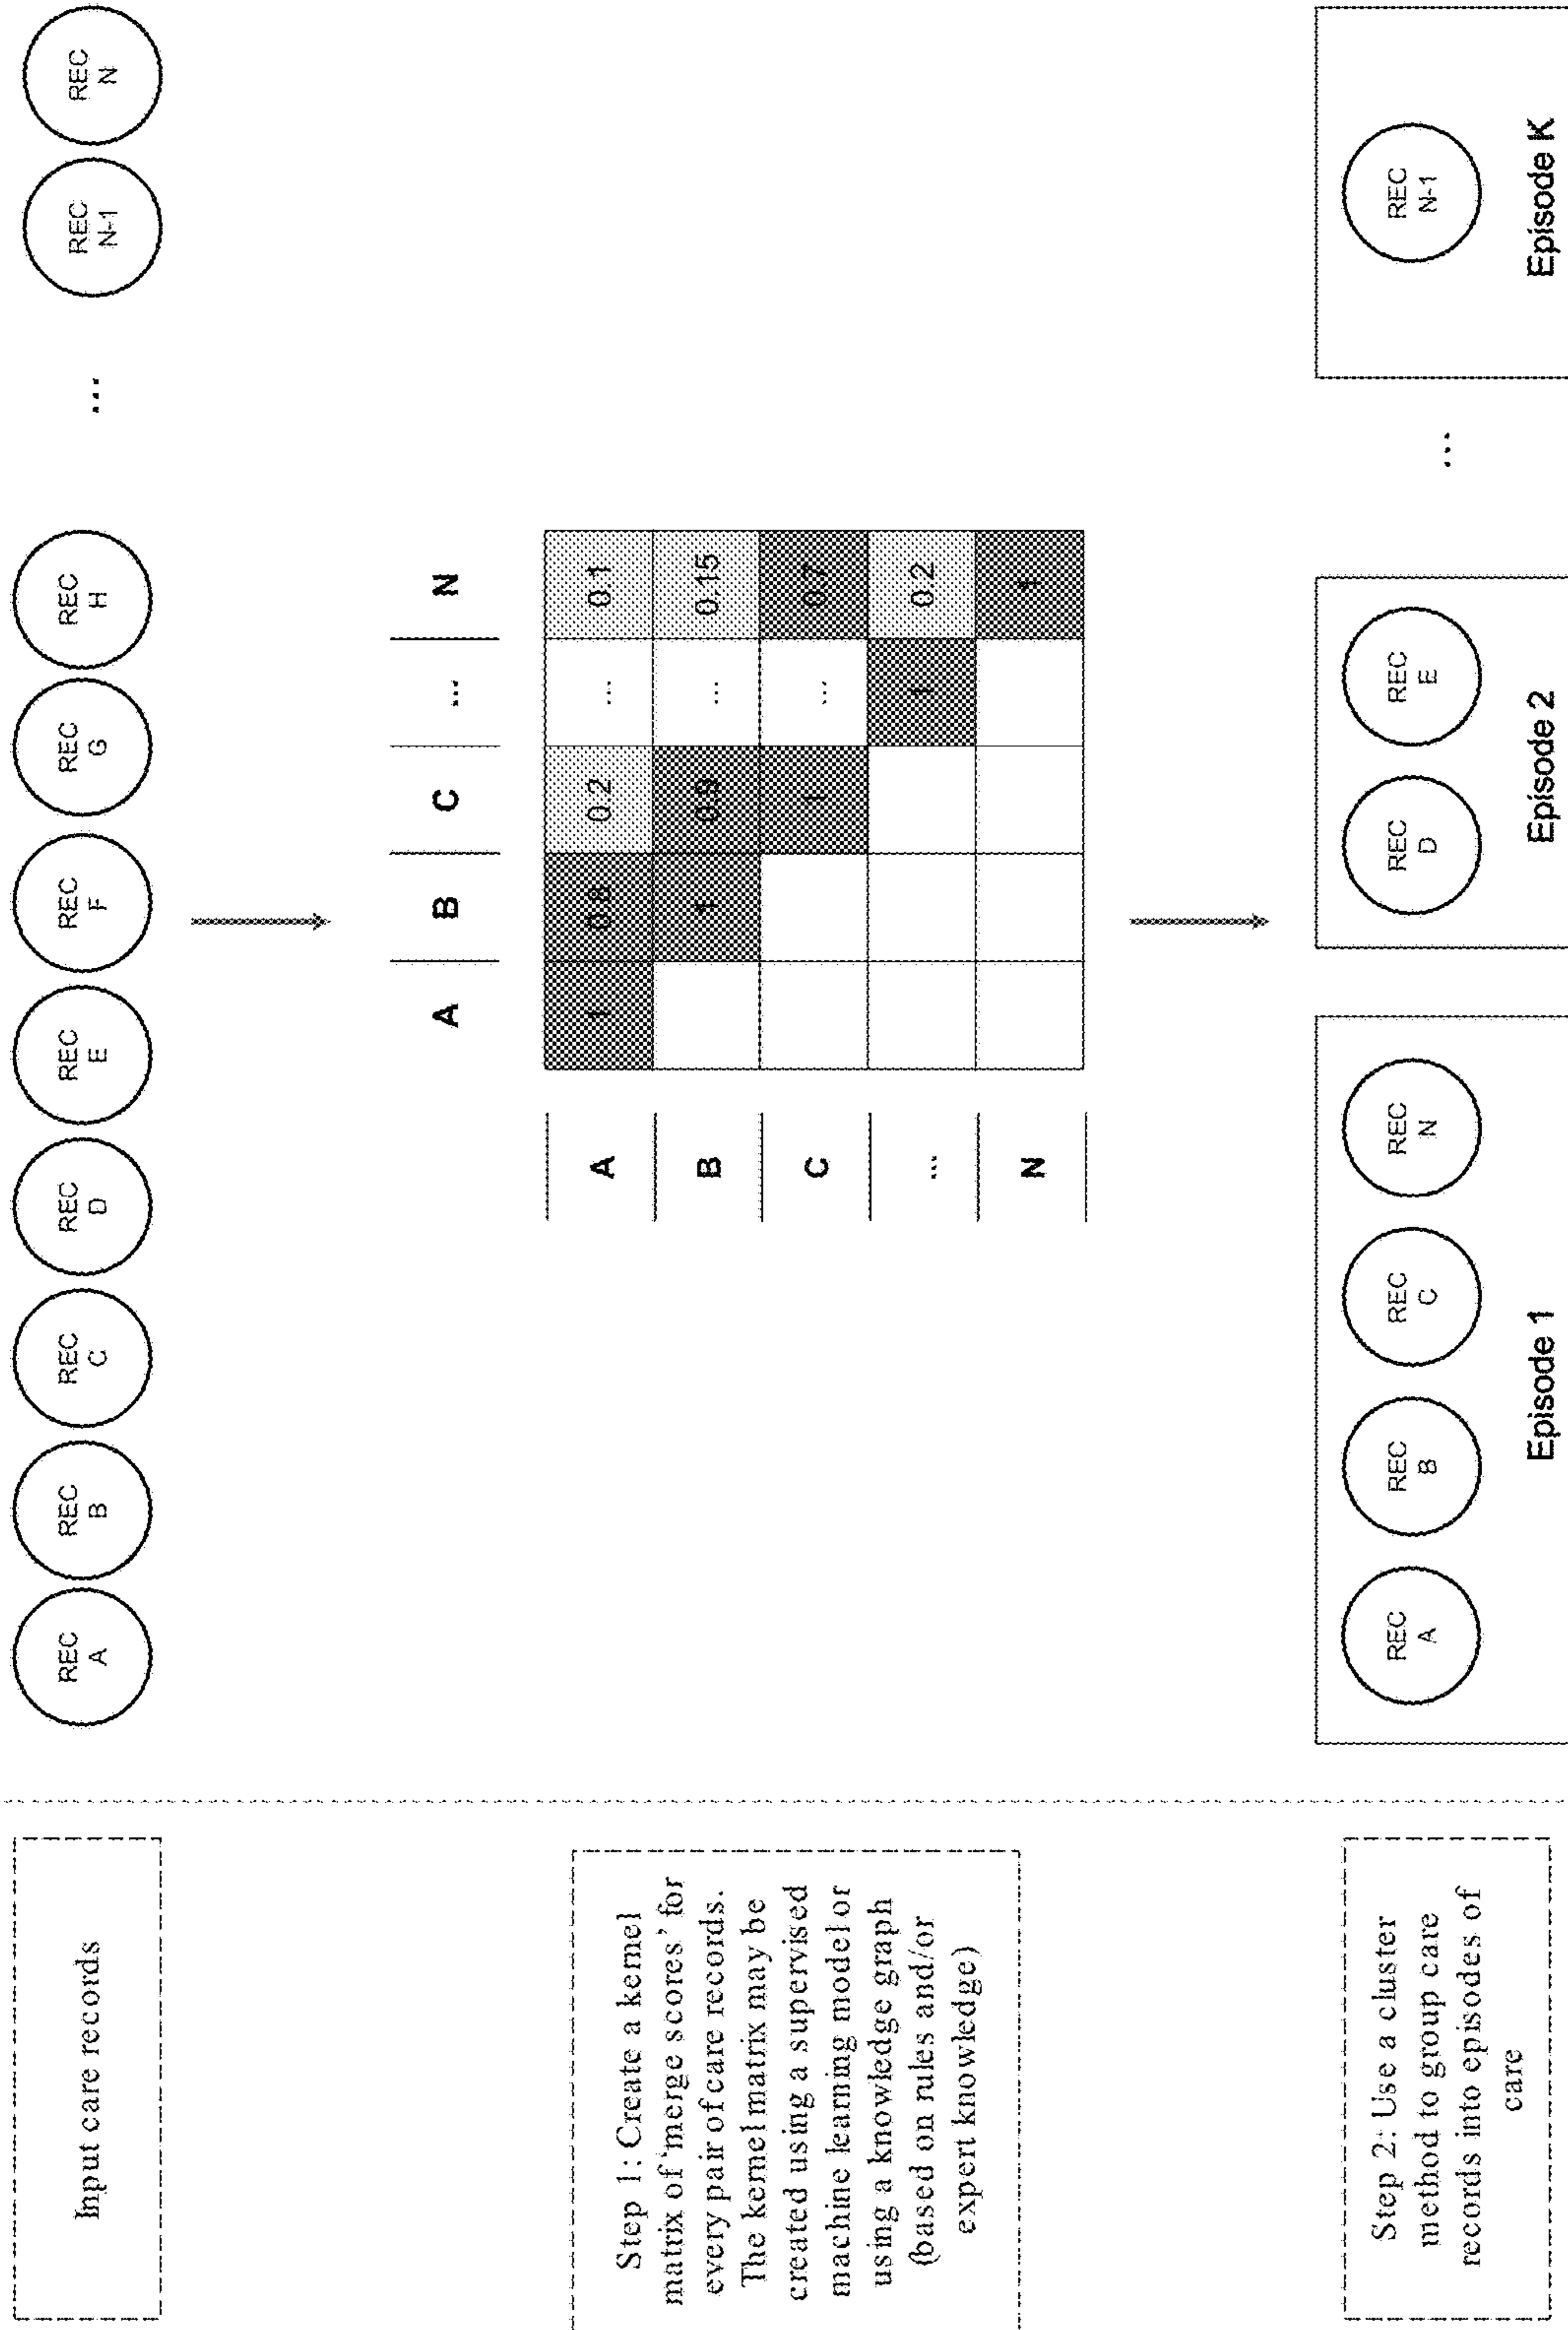 Input care records
REC
A
REC
B
REC
C
REC
D
REC
E
REC
F
REC
G
REC
H
...
REC
N-1
REC
N
Step 1: Create a kernel
matrix of 'merge scores' for
every pair of care records.
The kernel matrix may be
created using a supervised
machine learning model or
using a knowledge graph
(based on rules and/or
expert knowledge)
A B C ... N
A 1 0.8 0.2 ... 0.1
B 1 0.9 ... 0.15
C 1 ... 0.7
... 1 0.2
N 1
Step 2: Use a cluster
method to group care
records into episodes of
care
REC
A
REC
B
REC
C
REC
N
Episode 1
REC
D
REC
E
Episode 2
...
REC
N-1
Episode K